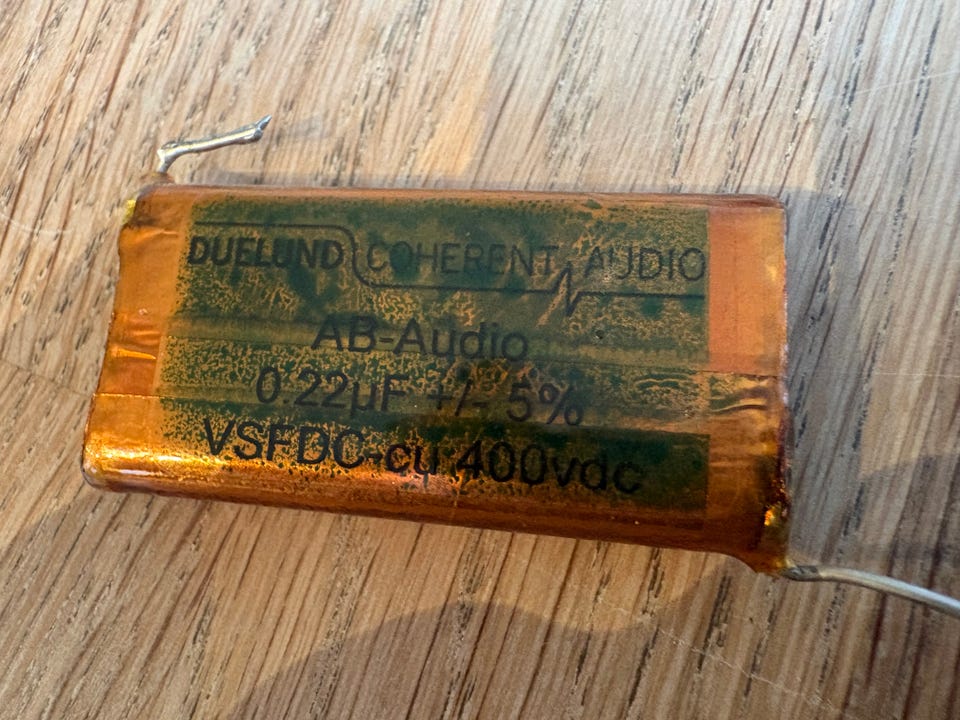 DUELUND COHERENT AUDIO
AB-Audio
0.22µF +/- 5%
VSFDC-cu 400vdc